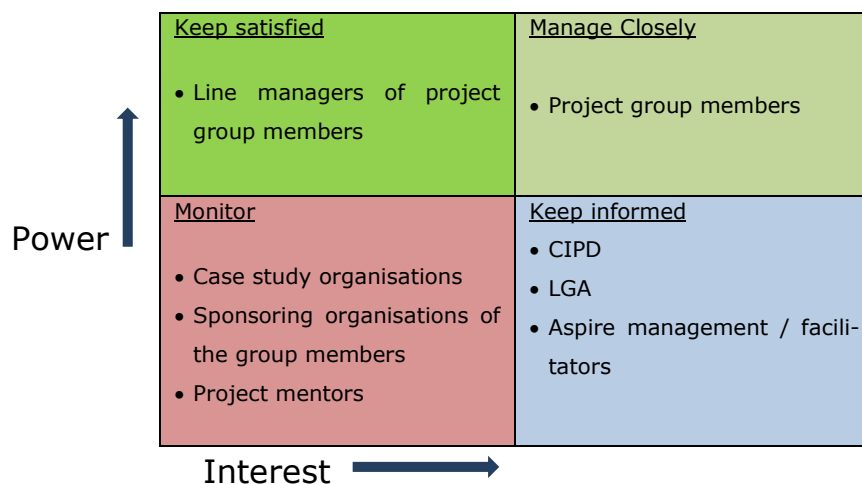 Keep satisfied
• Line managers of project
group members
Manage Closely
• Project group members
Power
Monitor
• Case study organisations
• Sponsoring organisations of
the group members
• Project mentors
Keep informed
• CIPD
• LGA
• Aspire management / facili-
tators
Interest